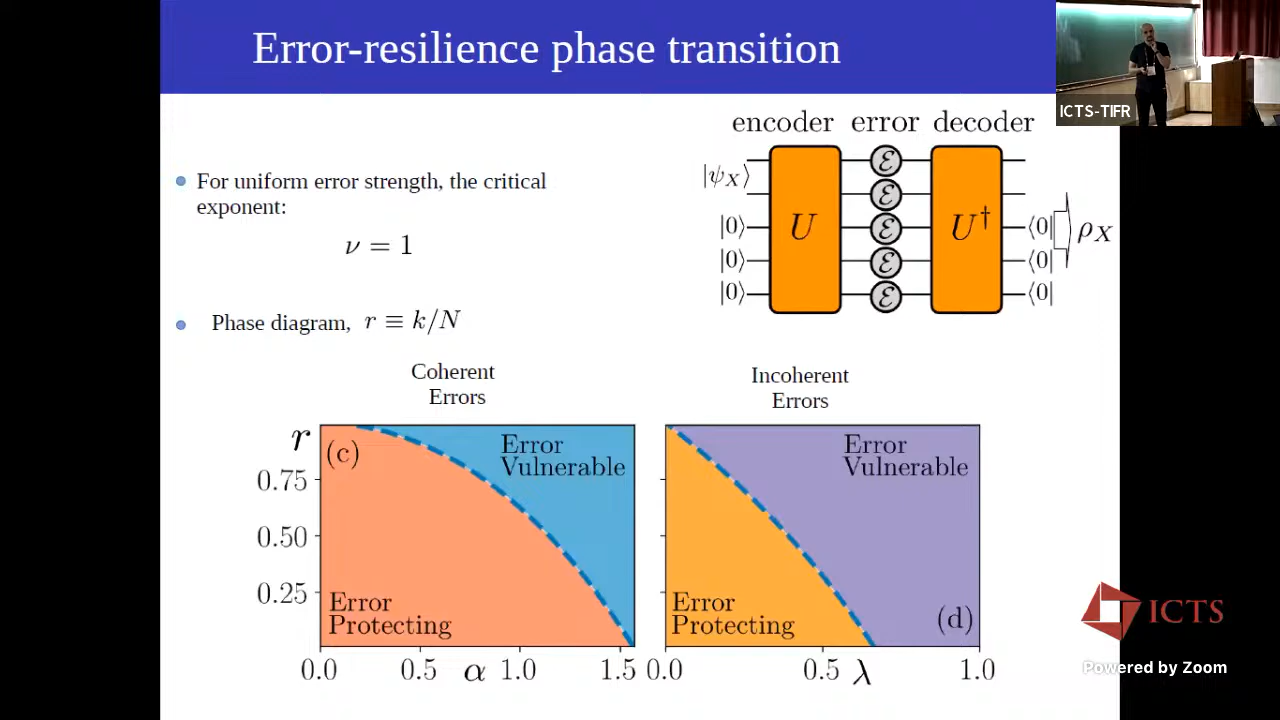 Error-resilience phase transition
ICTS-TIFR
encoder error decoder
For uniform error strength, the critical
exponent:
ν = 1
|ψ_X⟩
ℰ
ℰ
|0⟩ U ℰ U† ⟨0| ρ_X
|0⟩ ℰ ⟨0|
|0⟩ ℰ ⟨0|
Phase diagram, r ≡ k/N
Coherent
Errors
Incoherent
Errors
r
(c)
Error
Vulnerable
0.75
0.50
0.25
Error
Protecting
0.0 0.5 α 1.0 1.5
Error
Vulnerable
Error
Protecting
(d)
0.0 0.5 λ 1.0
ICTS
Powered by Zoom